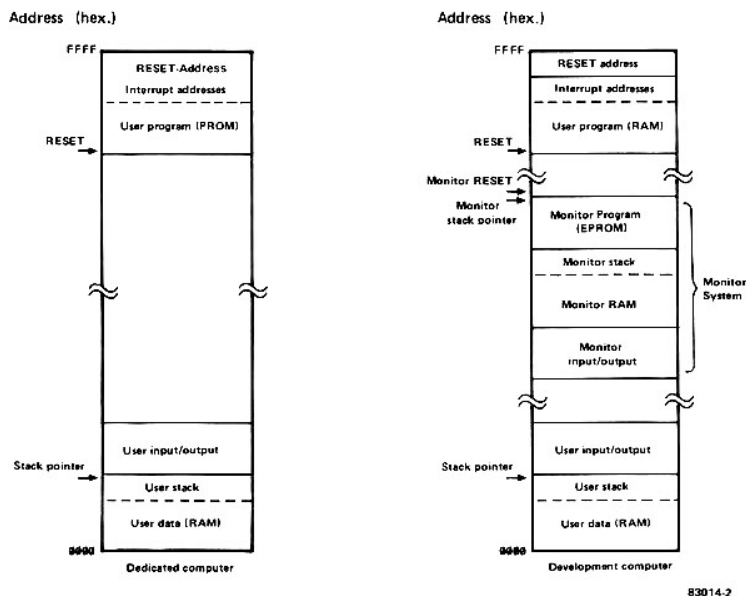 Address (hex.)
FFFF
RESET-Address
Interrupt addresses
User program (PROM)
RESET
User input/output
Stack pointer
User stack
User data (RAM)
0000
Dedicated computer
Address (hex.)
FFFF
RESET address
Interrupt addresses
User program (RAM)
RESET
Monitor RESET
Monitor
stack pointer
Monitor Program
(EPROM)
Monitor stack
Monitor RAM
Monitor
input/output
Monitor
System
User input/output
Stack pointer
User stack
User data (RAM)
0000
Development computer
83014-2